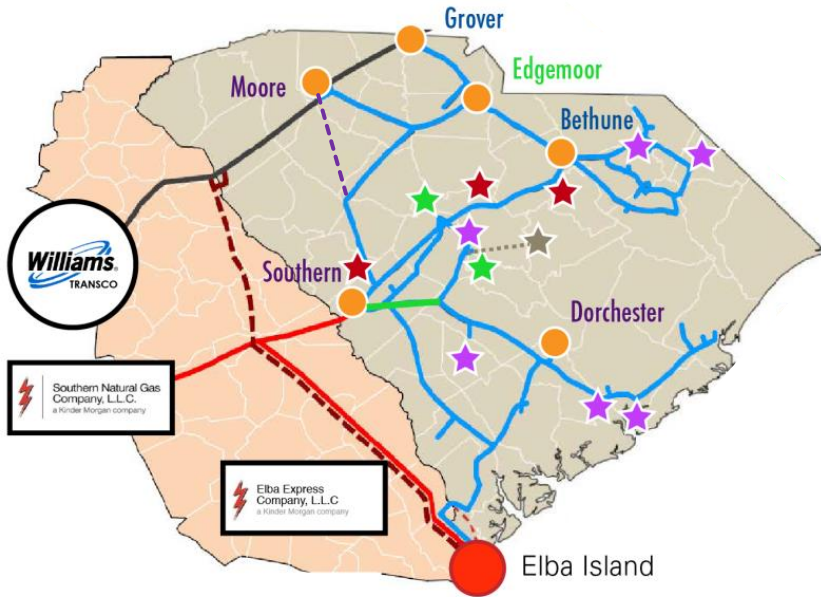 Grover
Edgemoor
Moore
Bethune
Williams®
TRANSCO
Southern
Dorchester
Southern Natural Gas
Company, L.L.C.
a Kinder Morgan company
Elba Express
Company, L.L.C
a Kinder Morgan company
Elba Island